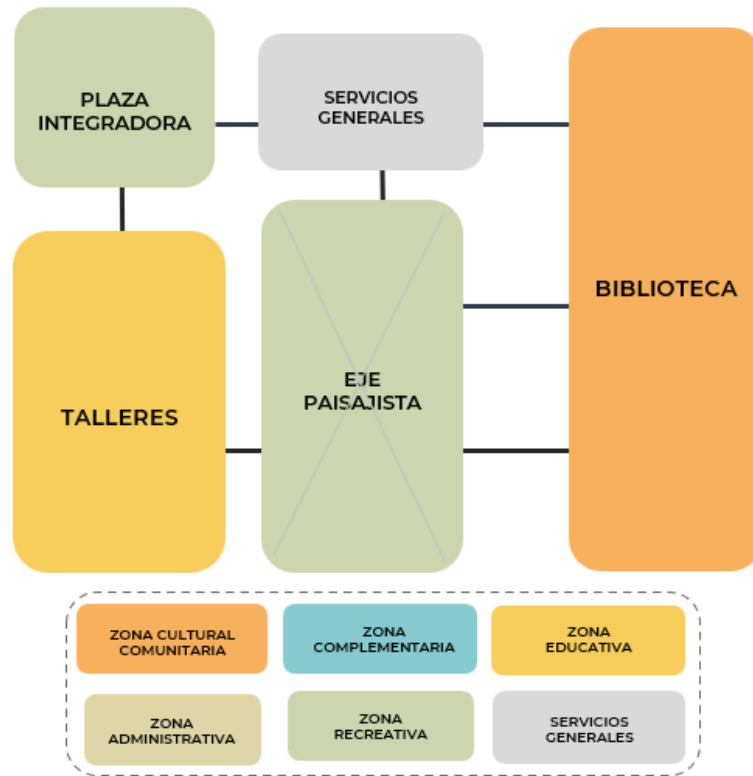 PLAZA
INTEGRADORA
SERVICIOS
GENERALES
BIBLIOTECA
TALLERES
EJE
PAISAJISTA
ZONA CULTURAL
COMUNITARIA
ZONA
COMPLEMENTARIA
ZONA
EDUCATIVA
ZONA
ADMINISTRATIVA
ZONA
RECREATIVA
SERVICIOS
GENERALES